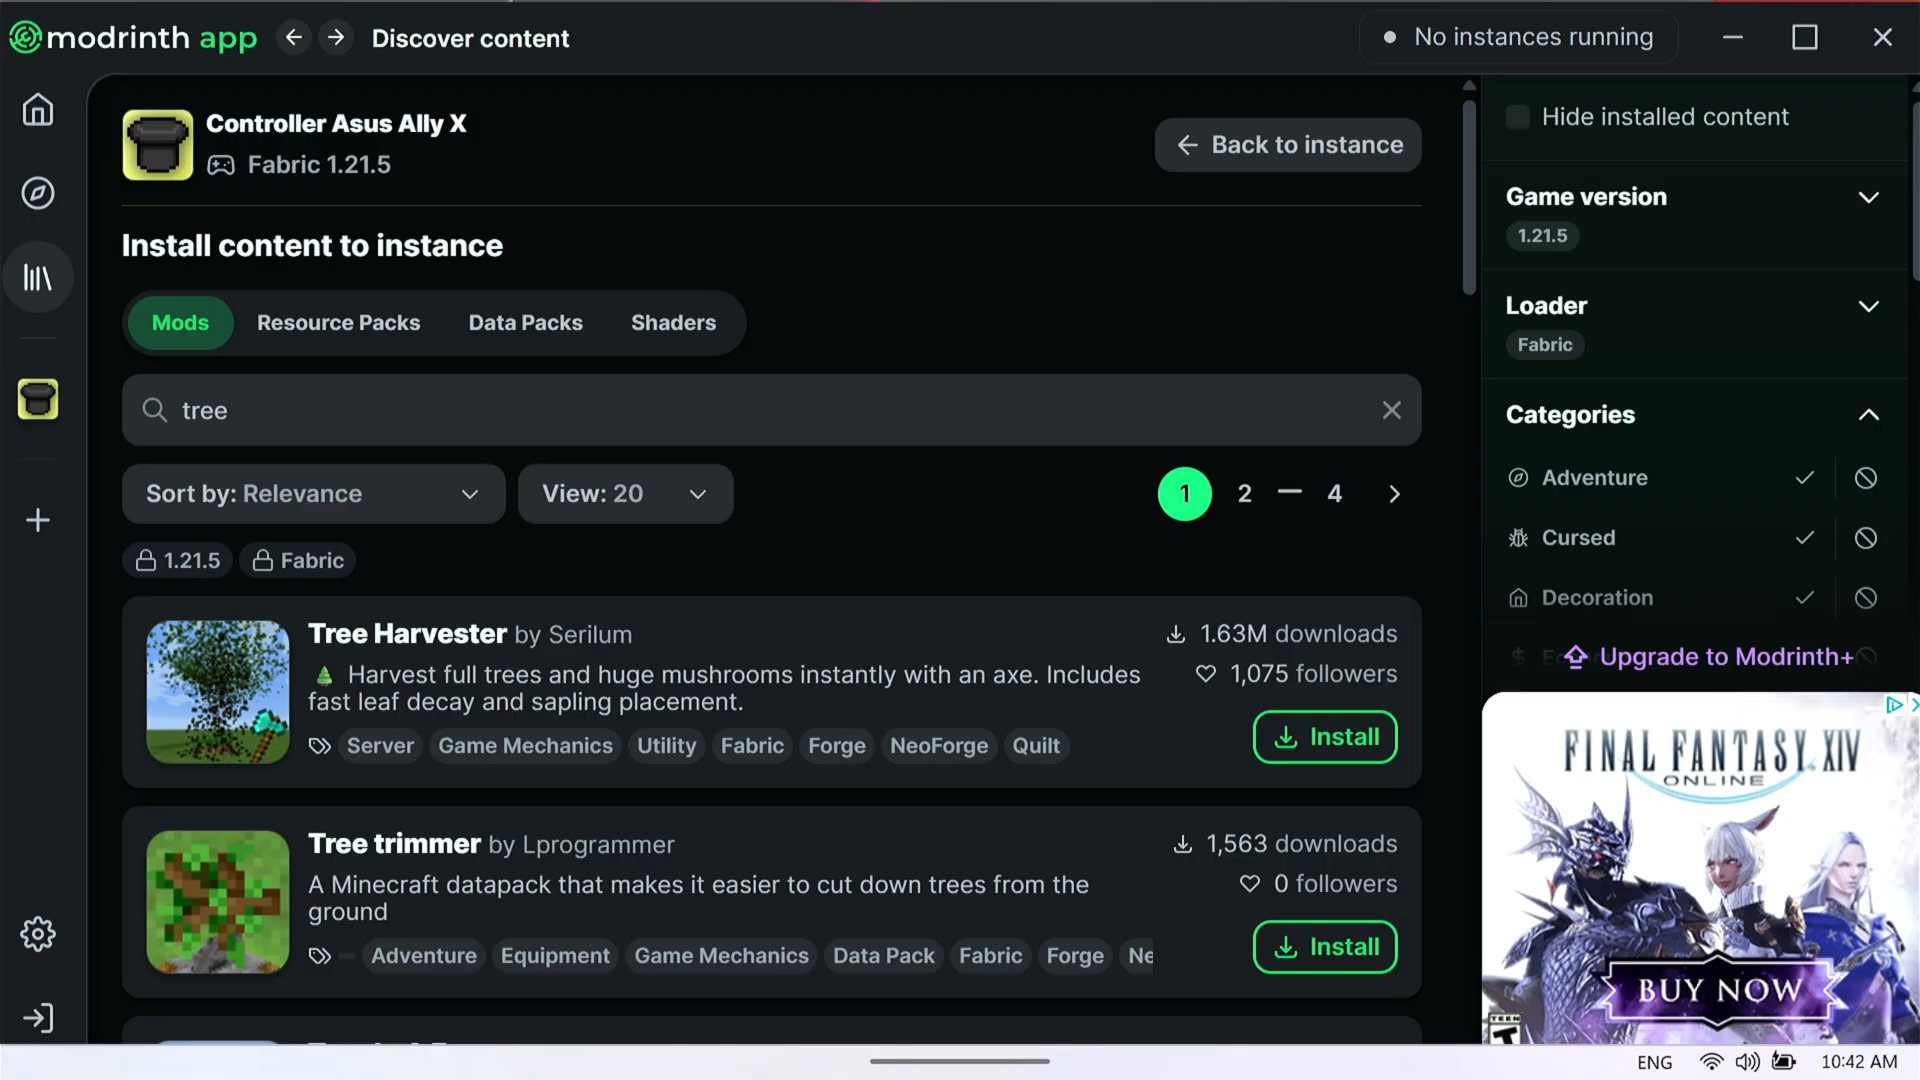 modrinth app
Discover content
No instances running
Controller Asus Ally X
Fabric 1.21.5
Back to instance
Install content to instance
Mods
Resource Packs
Data Packs
Shaders
tree
Sort by: Relevance
View: 20
1
2
4
1.21.5
Fabric
Tree Harvester by Serilum
Harvest full trees and huge mushrooms instantly with an axe. Includes
fast leaf decay and sapling placement.
Server
Game Mechanics
Utility
Fabric
Forge
NeoForge
Quilt
1.63M downloads
1,075 followers
Install
Tree trimmer by Lprogrammer
A Minecraft datapack that makes it easier to cut down trees from the
ground
Adventure
Equipment
Game Mechanics
Data Pack
Fabric
Forge
Ne
1,563 downloads
0 followers
Install
Hide installed content
Game version
1.21.5
Loader
Fabric
Categories
Adventure
Cursed
Decoration
Upgrade to Modrinth+
FINAL FANTASY XIV
ONLINE
BUY NOW
TEEN
T
ENG
10:42 AM